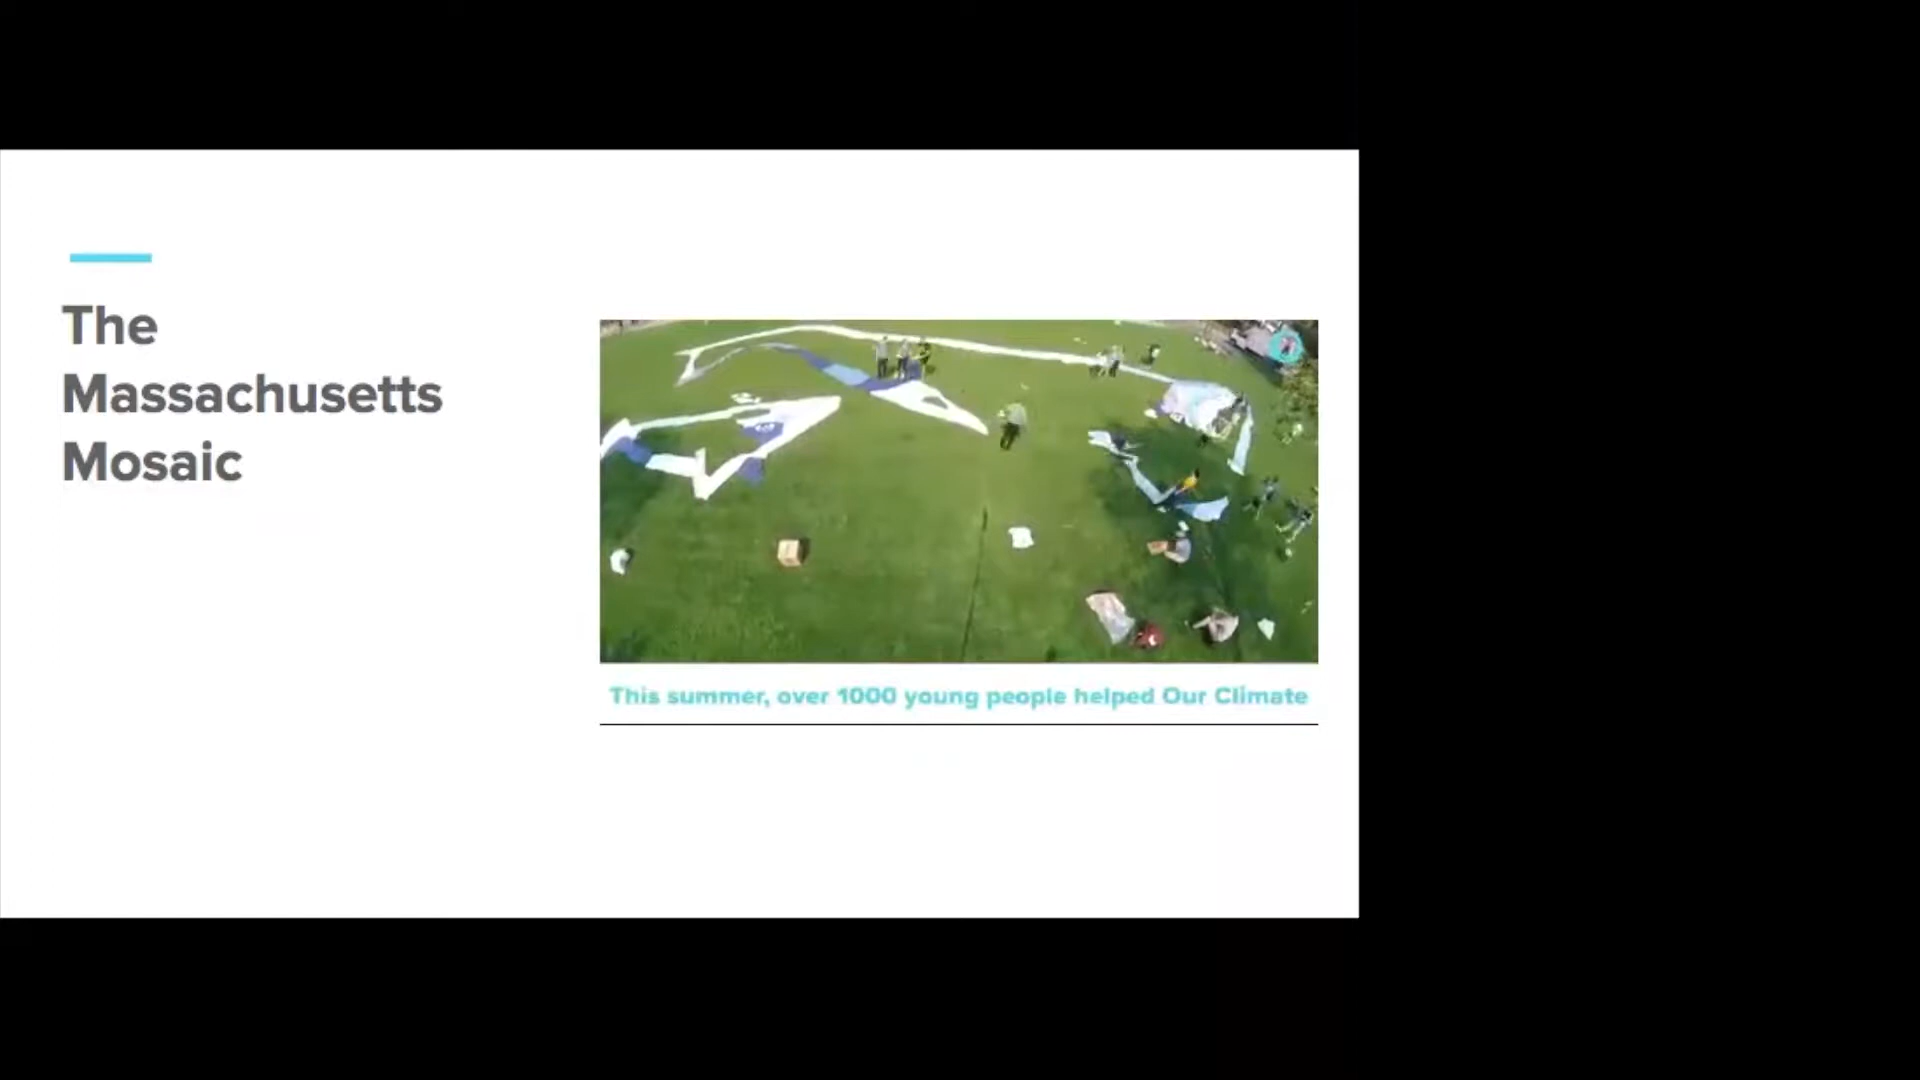 The
Massachusetts
Mosaic
This summer, over 1000 young people helped Our Climate